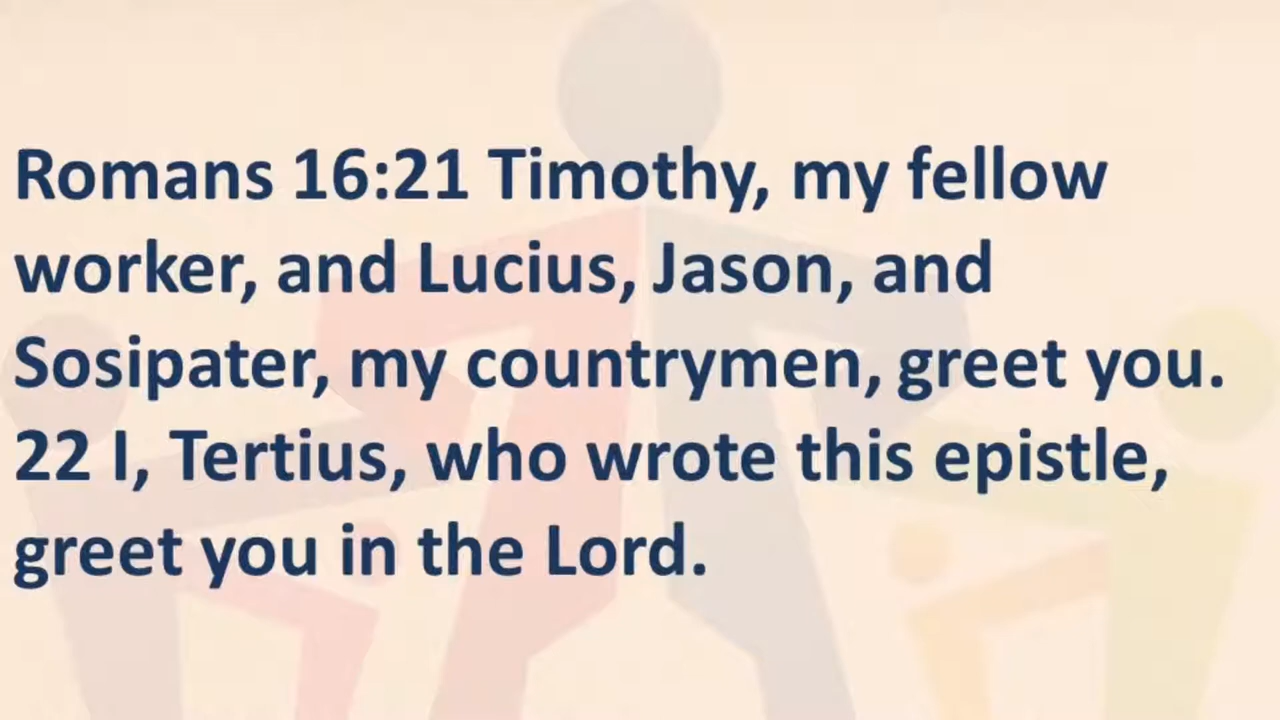 Romans 16:21 Timothy, my fellow
worker, and Lucius, Jason, and
Sosipater, my countrymen, greet you.
22 I, Tertius, who wrote this epistle,
greet you in the Lord.